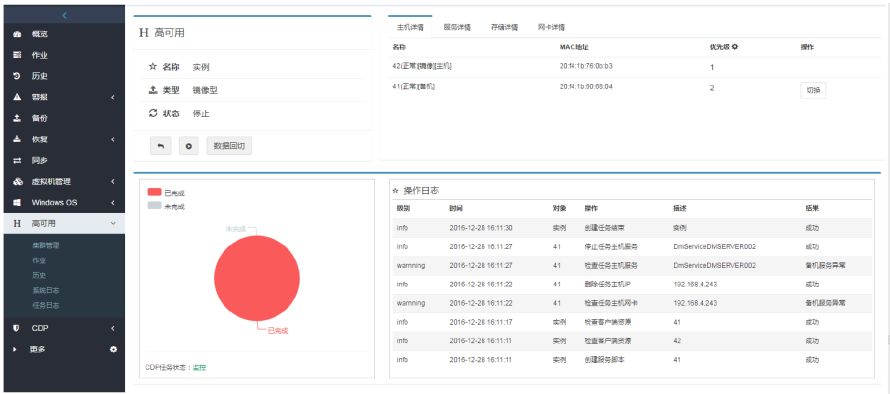 概览
作业
历史
警报
备份
恢复
同步
虚拟机管理
Windows OS
H 高可用
集群管理
作业
历史
系统日志
任务日志
CDP
更多
H 高可用
名称 实例
类型 镜像型
状态 停止
数据回切
主机详情 服务详情 存储详情 网卡详情
名称 MAC地址 优先级 操作
42(正常)[镜像][主机] 20:f4:1b:76:0b:b3 1
41(正常)[备机] 20:f4:1b:90:68:04 2 切换
已完成
未完成
未完成
已完成
CDP任务状态：监控
操作日志
级别 时间 对象 操作 描述 结果
info 2016-12-28 16:11:30 实例 创建任务结束 实例 成功
info 2016-12-28 16:11:27 41 停止任务主机服务 DmServiceDMSERVER002 成功
warnning 2016-12-28 16:11:27 41 检查任务主机服务 DmServiceDMSERVER002 备机服务异常
info 2016-12-28 16:11:22 41 删除任务主机IP 192.168.4.243 成功
warnning 2016-12-28 16:11:22 41 检查任务主机网卡 192.168.4.243 备机服务异常
info 2016-12-28 16:11:17 实例 检查客户端资源 41 成功
info 2016-12-28 16:11:11 实例 检查客户端资源 42 成功
info 2016-12-28 16:11:11 实例 创建服务脚本 41 成功